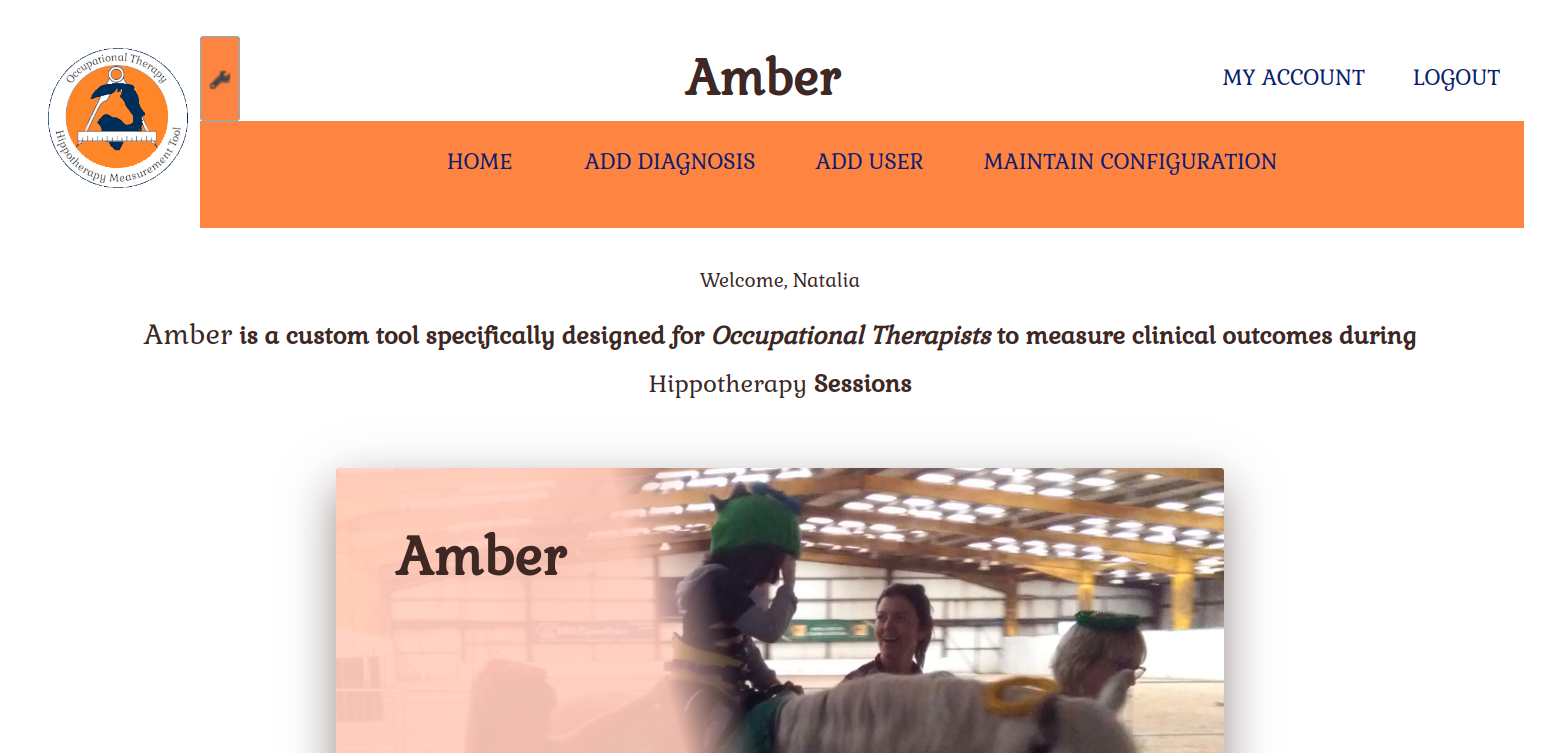 Occupational Therapy
Hippotherapy Measurement Tool
Amber
MY ACCOUNT LOGOUT
HOME ADD DIAGNOSIS ADD USER MAINTAIN CONFIGURATION
Welcome, Natalia
Amber is a custom tool specifically designed for Occupational Therapists to measure clinical outcomes during
Hippotherapy Sessions
Amber